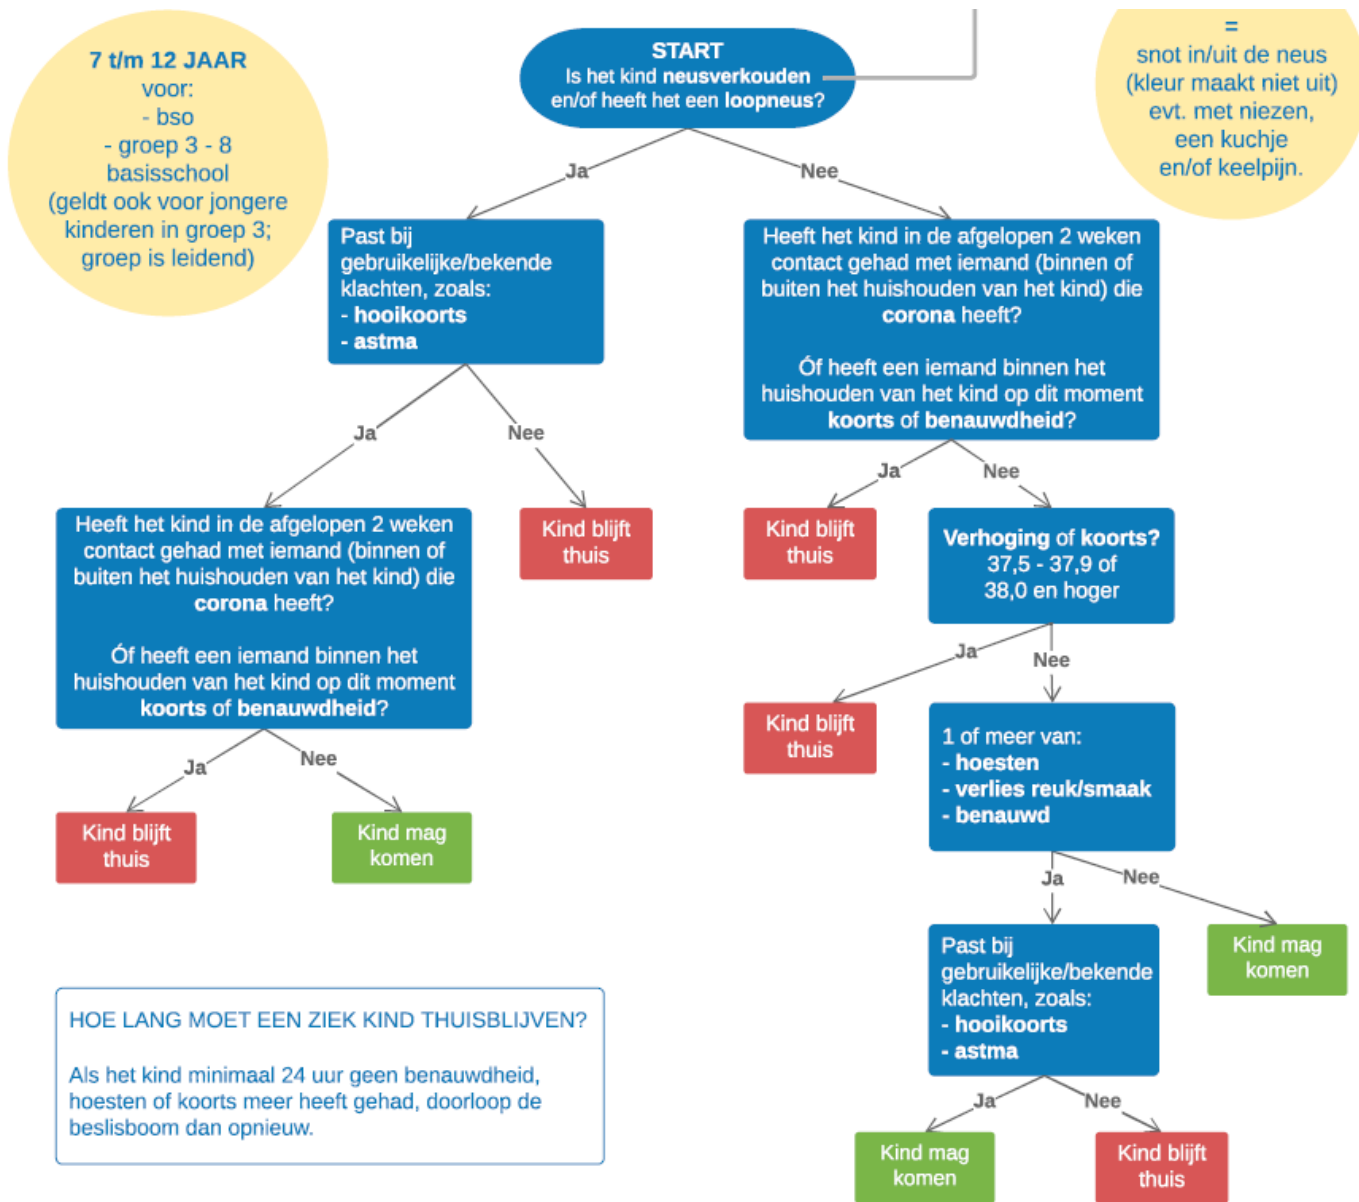 7 t/m 12 JAAR
voor:
- bso
- groep 3 - 8
basisschool
(geldt ook voor jongere
kinderen in groep 3;
groep is leidend)
START
Is het kind neusverkouden
en/of heeft het een loopneus?
=
snot in/uit de neus
(kleur maakt niet uit)
evt. met niezen,
een kuchje
en/of keelpijn.
Ja
Nee
Past bij
gebruikelijke/bekende
klachten, zoals:
- hooikoorts
- astma
Heeft het kind in de afgelopen 2 weken
contact gehad met iemand (binnen of
buiten het huishouden van het kind) die
corona heeft?
Óf heeft een iemand binnen het
huishouden van het kind op dit moment
koorts of benauwdheid?
Ja
Nee
Ja
Nee
Heeft het kind in de afgelopen 2 weken
contact gehad met iemand (binnen of
buiten het huishouden van het kind) die
corona heeft?
Óf heeft een iemand binnen het
huishouden van het kind op dit moment
koorts of benauwdheid?
Kind blijft
thuis
Kind blijft
thuis
Verhoging of koorts?
37,5 - 37,9 of
38,0 en hoger
Ja
Nee
Ja
Nee
Kind blijft
thuis
Kind mag
komen
Kind blijft
thuis
1 of meer van:
- hoesten
- verlies reuk/smaak
- benauwd
Ja
Nee
Past bij
gebruikelijke/bekende
klachten, zoals:
- hooikoorts
- astma
Kind mag
komen
Ja
Nee
Kind mag
komen
Kind blijft
thuis
HOE LANG MOET EEN ZIEK KIND THUISBLIJVEN?
Als het kind minimaal 24 uur geen benauwdheid,
hoesten of koorts meer heeft gehad, doorloop de
beslisboom dan opnieuw.